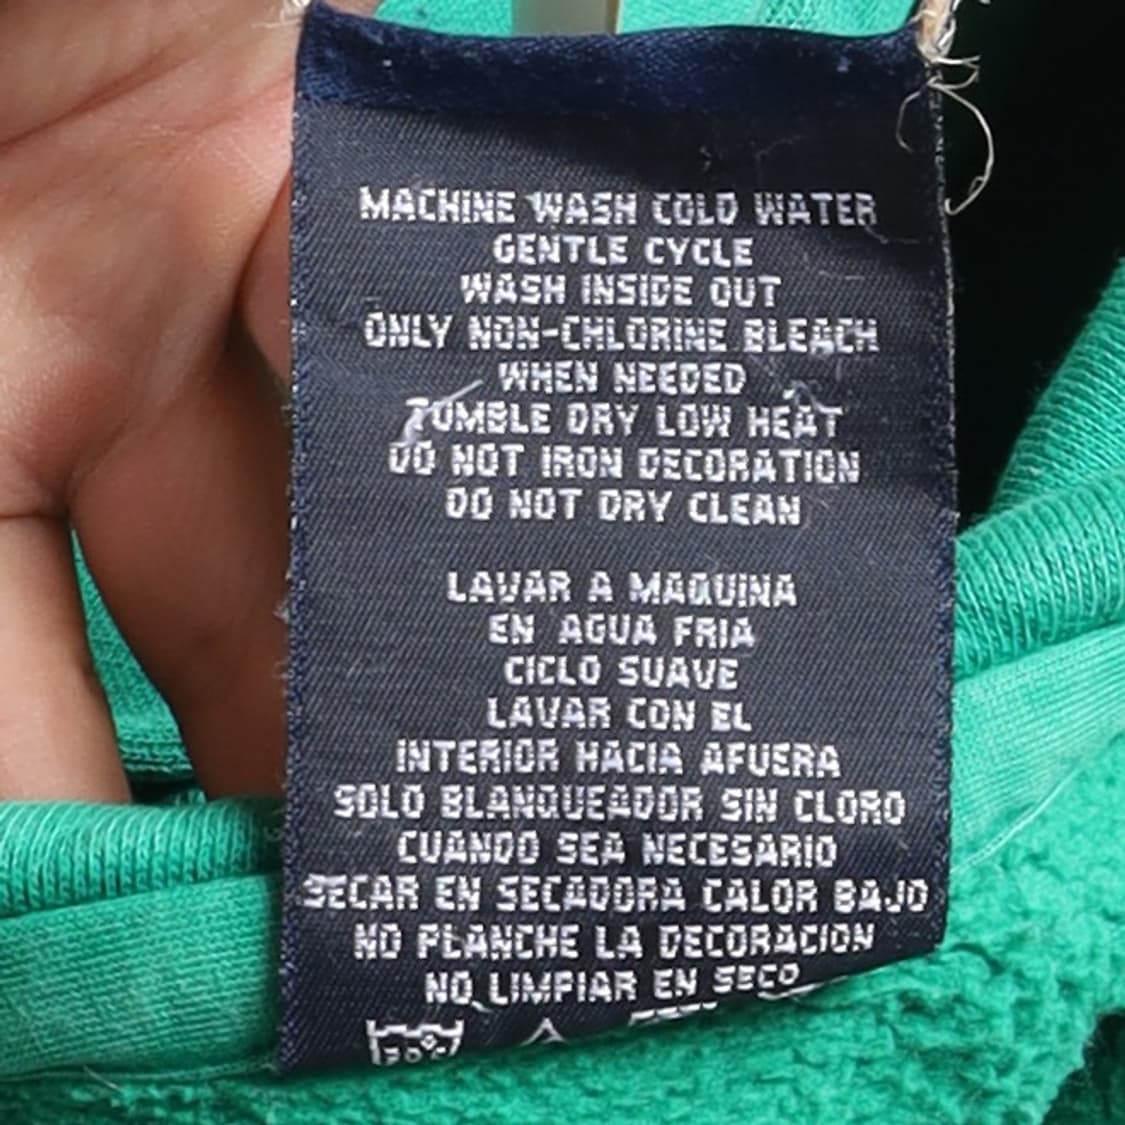 MACHINE WASH COLD WATER
GENTLE CYCLE
WASH INSIDE OUT
ONLY NON-CHLORINE BLEACH
WHEN NEEDED
TUMBLE DRY LOW HEAT
DO NOT IRON DECORATION
DO NOT DRY CLEAN
LAVAR A MAQUINA
EN AGUA FRIA
CICLO SUAVE
LAVAR CON EL
INTERIOR HACIA AFUERA
SOLO BLANQUEADOR SIN CLORO
CUANDO SEA NECESARIO
SECAR EN SECADORA CALOR BAJO
NO PLANCHE LA DECORACION
NO LIMPIAR EN SECO